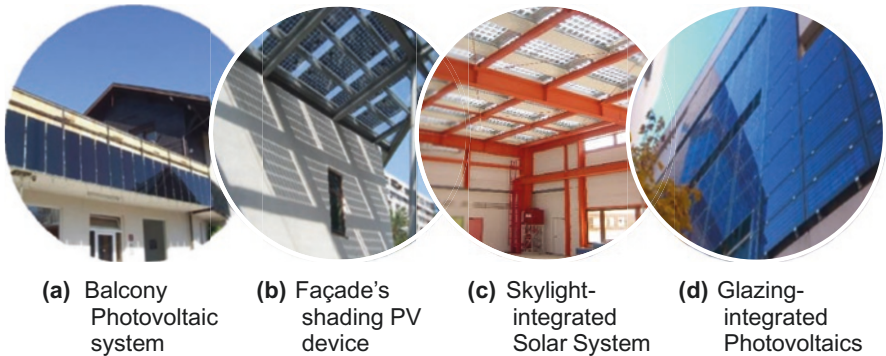 (a) Balcony
Photovoltaic
system
(b) Façade's
shading PV
device
(c) Skylight-
integrated
Solar System
(d) Glazing-
integrated
Photovoltaics